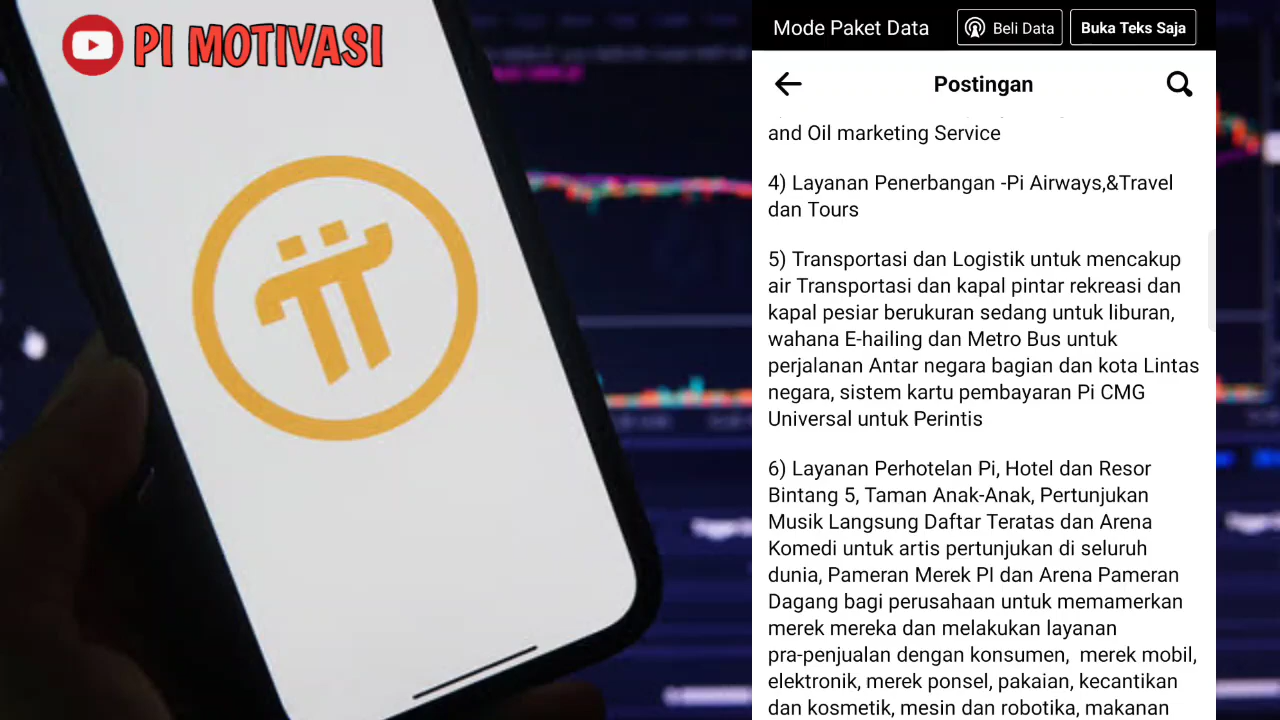 PI MOTIVASI
Mode Paket Data
Beli Data
Buka Teks Saja
Postingan
and Oil marketing Service
4) Layanan Penerbangan -Pi Airways,&Travel
dan Tours
5) Transportasi dan Logistik untuk mencakup
air Transportasi dan kapal pintar rekreasi dan
kapal pesiar berukuran sedang untuk liburan,
wahana E-hailing dan Metro Bus untuk
perjalanan Antar negara bagian dan kota Lintas
negara, sistem kartu pembayaran Pi CMG
Universal untuk Perintis
6) Layanan Perhotelan Pi, Hotel dan Resor
Bintang 5, Taman Anak-Anak, Pertunjukan
Musik Langsung Daftar Teratas dan Arena
Komedi untuk artis pertunjukan di seluruh
dunia, Pameran Merek PI dan Arena Pameran
Dagang bagi perusahaan untuk memamerkan
merek mereka dan melakukan layanan
pra-penjualan dengan konsumen,  merek mobil,
elektronik, merek ponsel, pakaian, kecantikan
dan kosmetik, mesin dan robotika, makanan